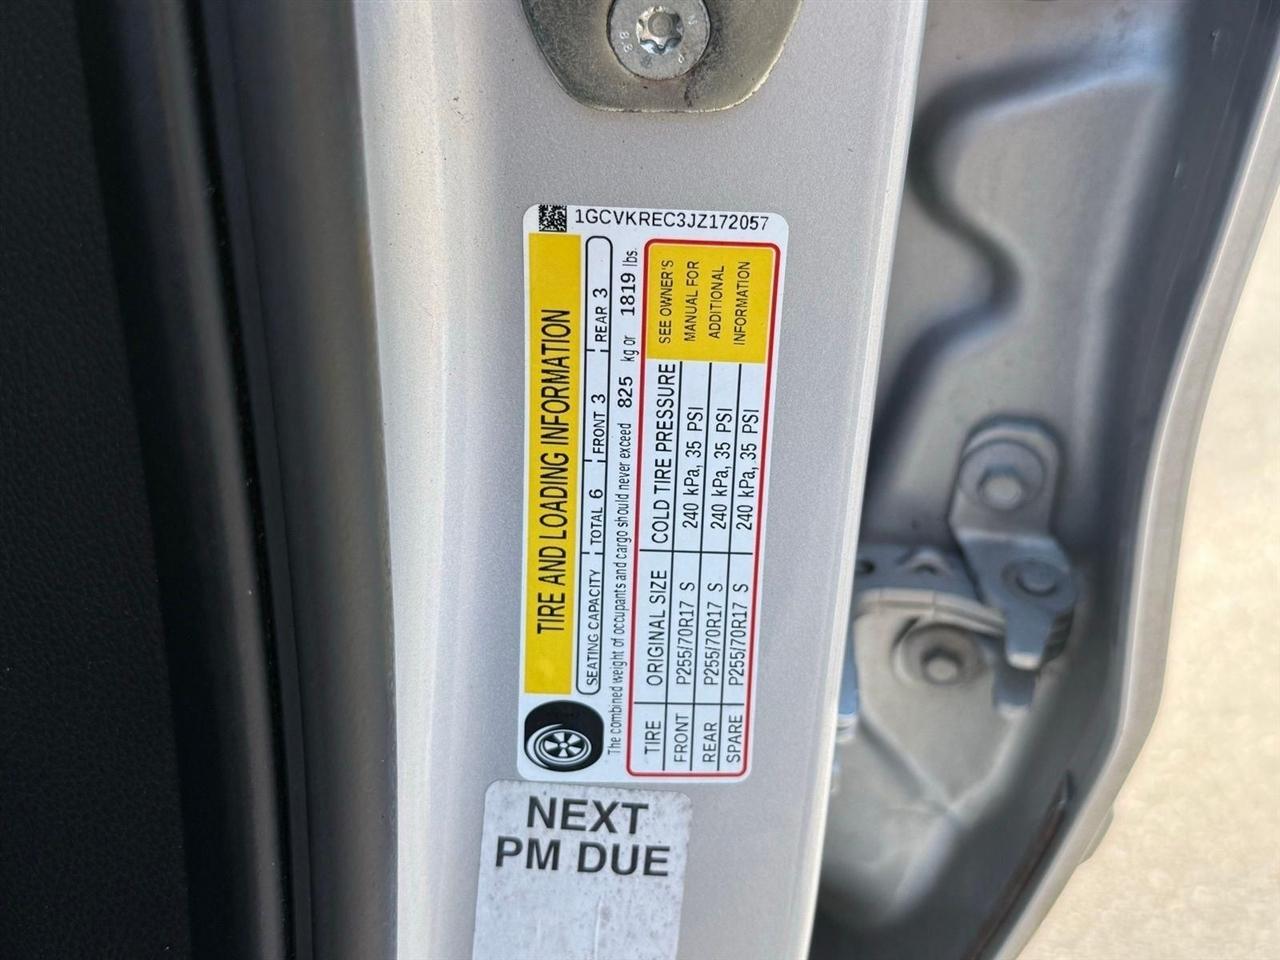 1GCVKREC3JZ172057
TIRE AND LOADING INFORMATION
SEATING CAPACITY TOTAL 6 FRONT 3 REAR 3
The combined weight of occupants and cargo should never exceed 825 kg or 1819 lbs.
TIRE ORIGINAL SIZE COLD TIRE PRESSURE
FRONT P255/70R17 S 240 kPa, 35 PSI
REAR P255/70R17 S 240 kPa, 35 PSI
SPARE P255/70R17 S 240 kPa, 35 PSI
SEE OWNER'S
MANUAL FOR
ADDITIONAL
INFORMATION
NEXT
PM DUE